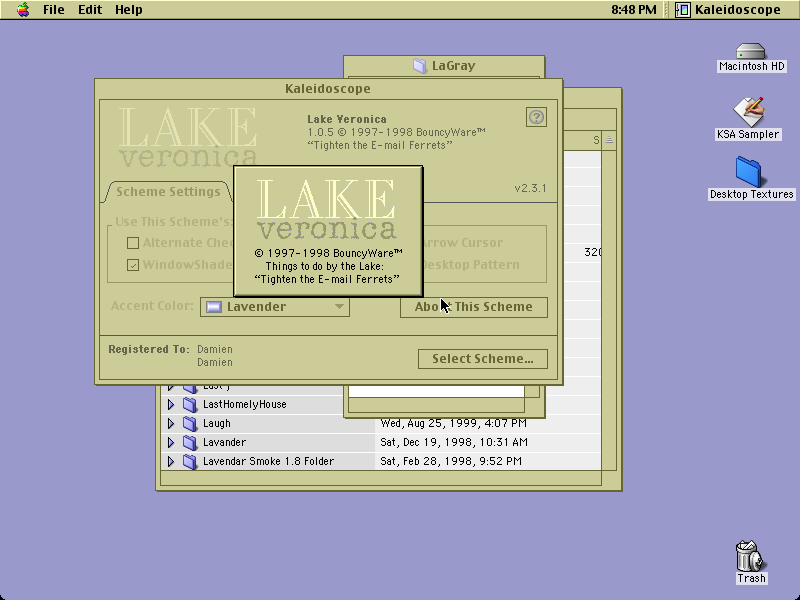 File Edit Help
8:48 PM Kaleidoscope
LaGray
Kaleidoscope
LAKE
veronica
Lake Veronica
1.0.5 © 1997-1998 BouncyWare™
“Tighten the E-mail Ferrets”
v2.3.1
Scheme Settings
Use This Scheme's:
Alternate Chec
WindowShade
Arrow Cursor
Desktop Pattern
LAKE
veronica
© 1997-1998 BouncyWare™
Things to do by the Lake:
“Tighten the E-mail Ferrets”
Accent Color: Lavender
About This Scheme
Registered To: Damien
Damien
Select Scheme...
S
320
LastHomelyHouse
Laugh Wed, Aug 25, 1999, 4:07 PM
Lavander Sat, Dec 19, 1998, 10:31 AM
Lavendar Smoke 1.8 Folder Sat, Feb 28, 1998, 9:52 PM
Macintosh HD
KSA Sampler
Desktop Textures
Trash